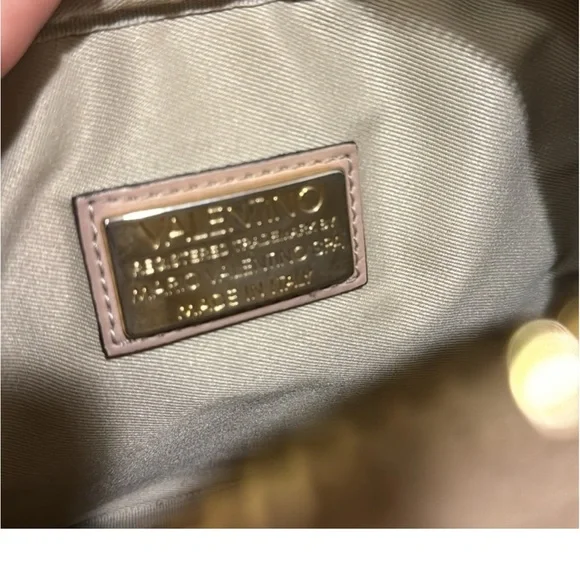 VALENTINO
REGISTERED TRADEMARK BY
MARIO VALENTINO SPA
MADE IN ITALY